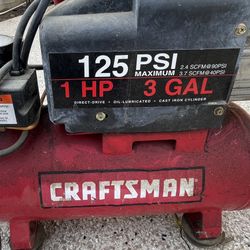 125 PSI
MAXIMUM
2.4 SCFM@90PSI
3.7 SCFM@40PSI
1 HP 3 GAL
DIRECT-DRIVE • OIL-LUBRICATED • CAST IRON CYLINDER
CRAFTSMAN